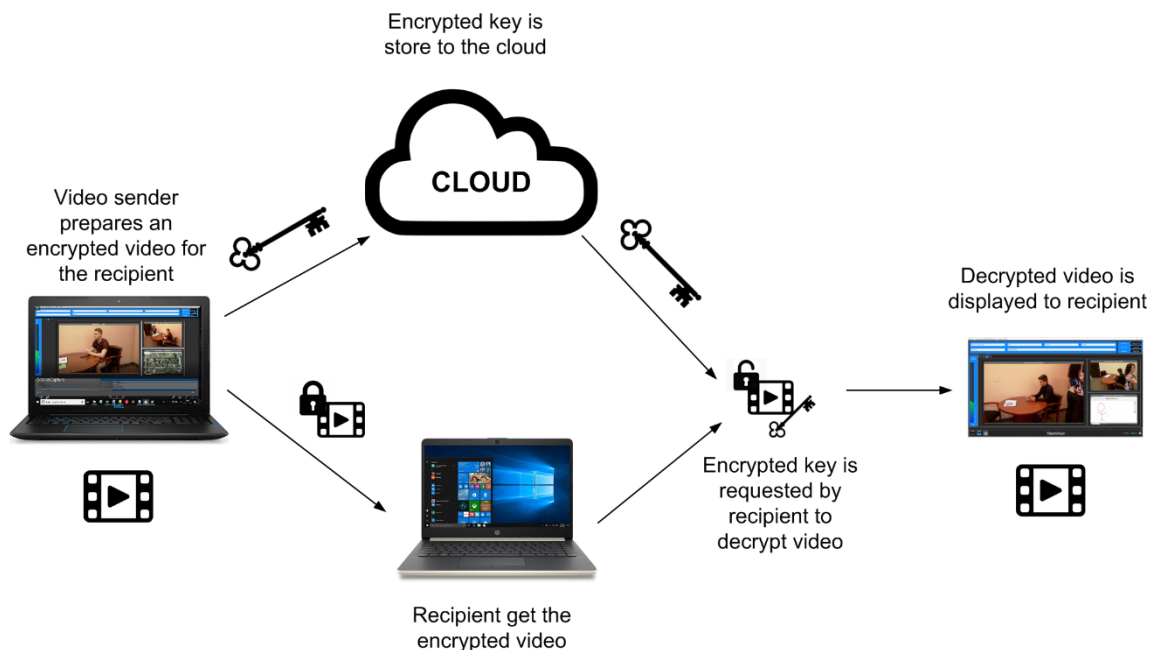 Encrypted key is
store to the cloud
CLOUD
Video sender
prepares an
encrypted video for
the recipient
Decrypted video is
displayed to recipient
DELL
Encrypted key is
requested by
recipient to
decrypt video
Recipient get the
encrypted video